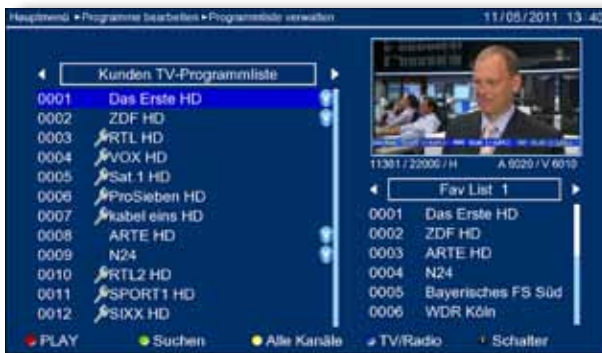 Hauptmenü ▸Programme bearbeiten▸Programmliste verwalten 11/05/2011 13 40
Kunden TV-Programmliste
0001 Das Erste HD
0002 ZDF HD
0003 RTL HD
0004 VOX HD
0005 Sat.1 HD
0006 ProSieben HD
0007 kabel eins HD
0008 ARTE HD
0009 N24
0010 RTL2 HD
0011 SPORT1 HD
0012 SIXX HD
11361 / 22000 / H A 6020 / V 6010
Fav List 1
0001 Das Erste HD
0002 ZDF HD
0003 ARTE HD
0004 N24
0005 Bayerisches FS Süd
0006 WDR Köln
PLAY Suchen Alle Kanäle TV/Radio Schalter